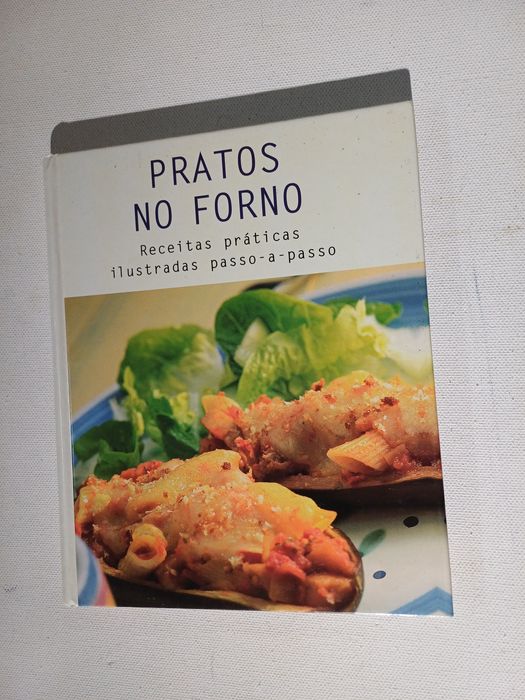 PRATOS
NO FORNO
Receitas práticas
ilustradas passo-a-passo